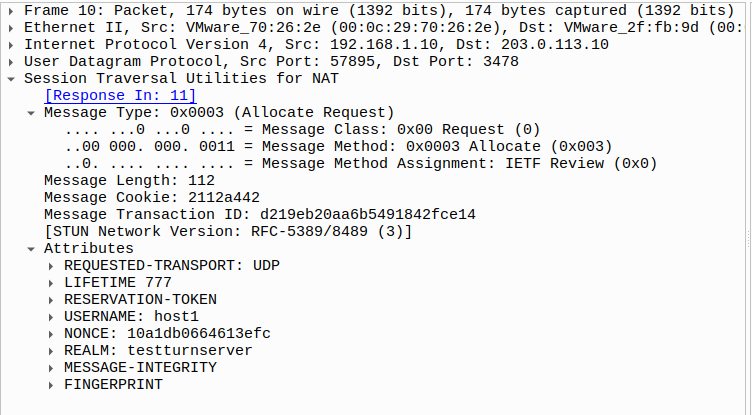 Frame 10: Packet, 174 bytes on wire (1392 bits), 174 bytes captured (1392 bits)
Ethernet II, Src: VMware_70:26:2e (00:0c:29:70:26:2e), Dst: VMware_2f:fb:9d (00:
Internet Protocol Version 4, Src: 192.168.1.10, Dst: 203.0.113.10
User Datagram Protocol, Src Port: 57895, Dst Port: 3478
Session Traversal Utilities for NAT
[Response In: 11]
Message Type: 0x0003 (Allocate Request)
.... ...0 ...0 .... = Message Class: 0x00 Request (0)
..00 000. 000. 0011 = Message Method: 0x0003 Allocate (0x003)
..0. .... .... .... = Message Method Assignment: IETF Review (0x0)
Message Length: 112
Message Cookie: 2112a442
Message Transaction ID: d219eb20aa6b5491842fce14
[STUN Network Version: RFC-5389/8489 (3)]
Attributes
REQUESTED-TRANSPORT: UDP
LIFETIME 777
RESERVATION-TOKEN
USERNAME: host1
NONCE: 10a1db0664613efc
REALM: testturnserver
MESSAGE-INTEGRITY
FINGERPRINT